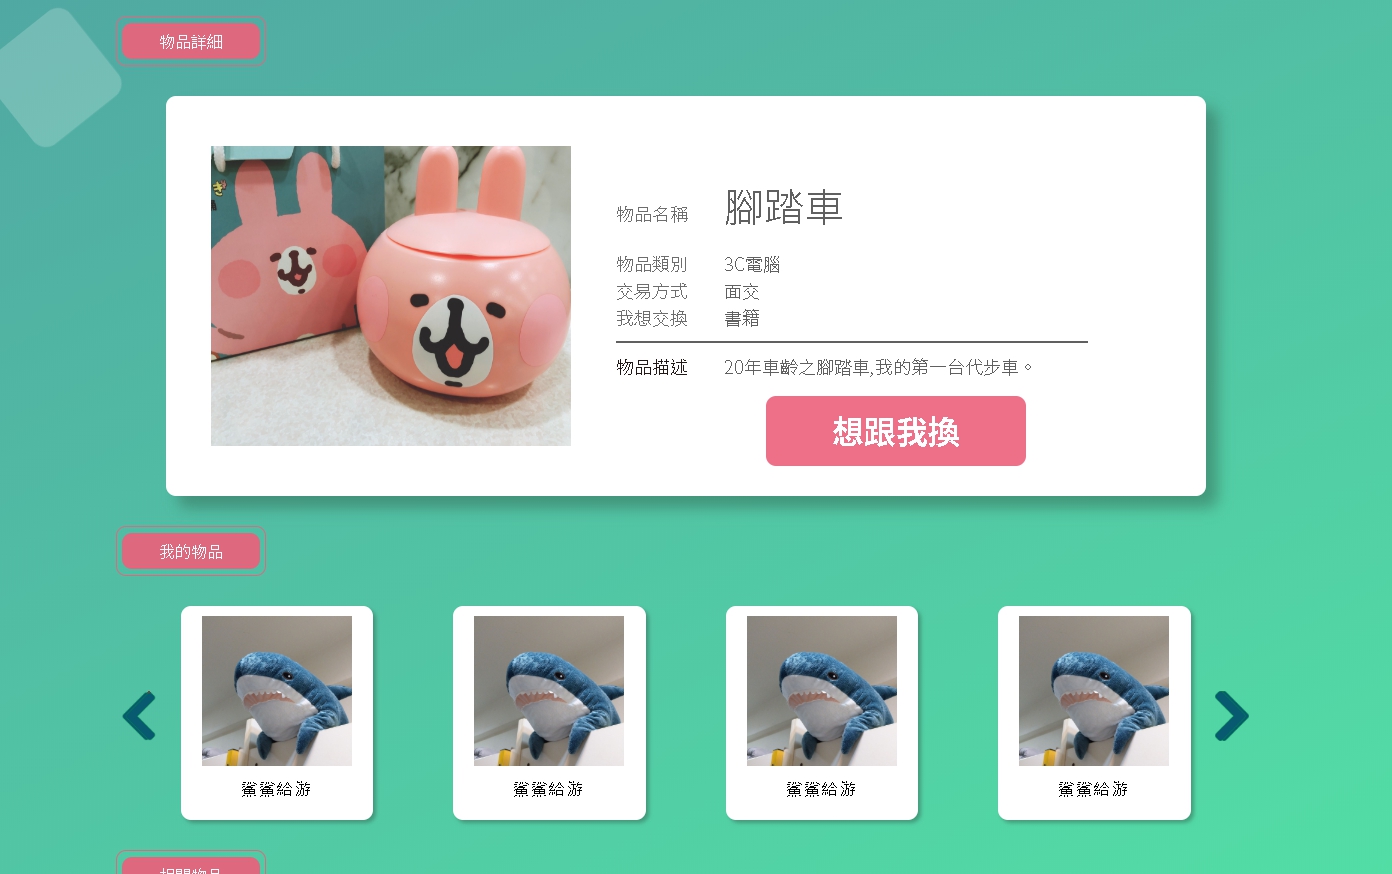 物品詳細
物品名稱 腳踏車
物品類別 3C電腦
交易方式 面交
我想交換 書籍
物品描述 20年車齡之腳踏車,我的第一台代步車。
想跟我換
我的物品
鯊鯊給游 鯊鯊給游 鯊鯊給游 鯊鯊給游
相關物品